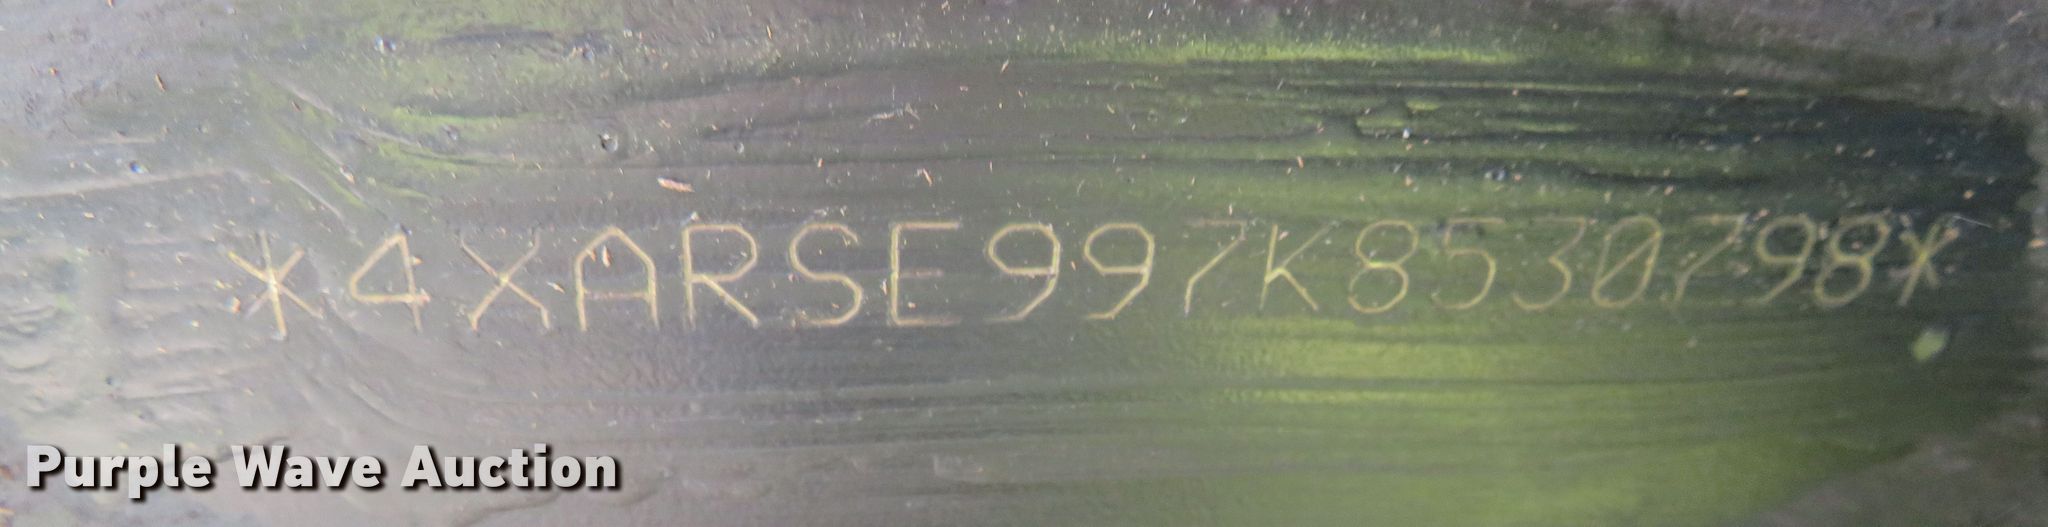 *4XARSE997K8530798*
Purple Wave Auction